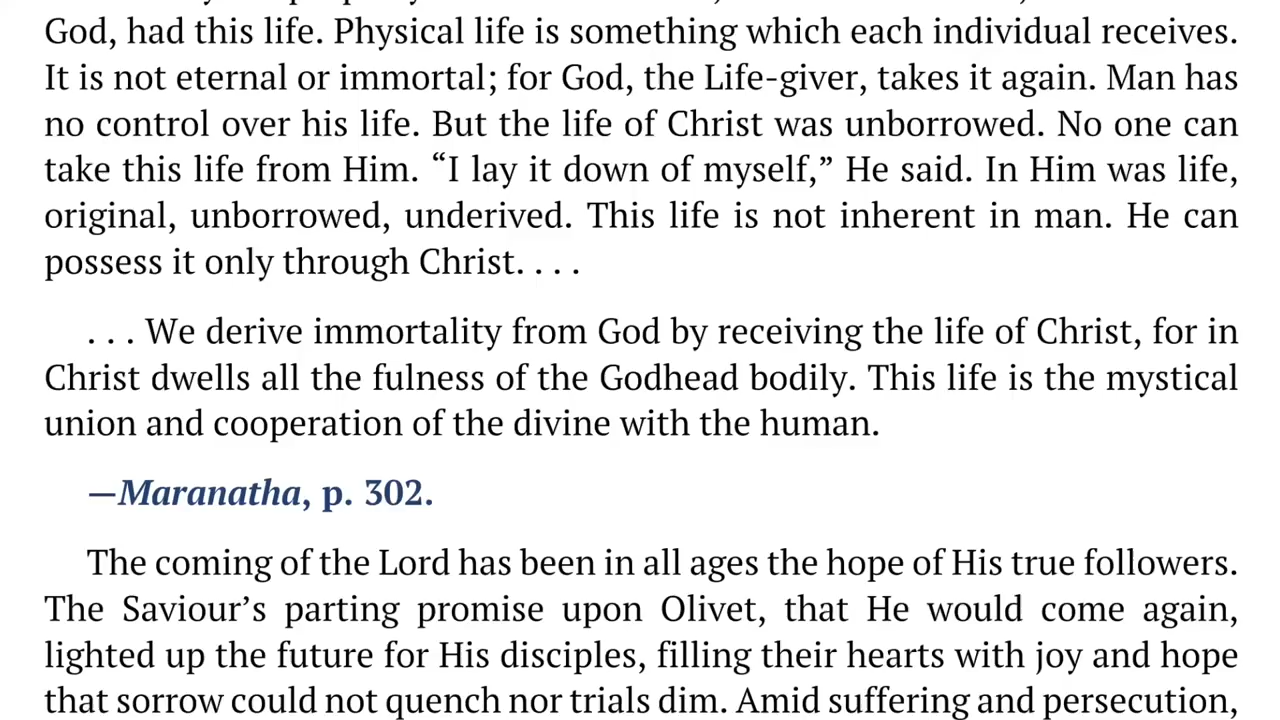 God, had this life. Physical life is something which each individual receives.
It is not eternal or immortal; for God, the Life-giver, takes it again. Man has
no control over his life. But the life of Christ was unborrowed. No one can
take this life from Him. “I lay it down of myself,” He said. In Him was life,
original, unborrowed, underived. This life is not inherent in man. He can
possess it only through Christ. . . .
. . . We derive immortality from God by receiving the life of Christ, for in
Christ dwells all the fulness of the Godhead bodily. This life is the mystical
union and cooperation of the divine with the human.
—Maranatha, p. 302.
The coming of the Lord has been in all ages the hope of His true followers.
The Saviour’s parting promise upon Olivet, that He would come again,
lighted up the future for His disciples, filling their hearts with joy and hope
that sorrow could not quench nor trials dim. Amid suffering and persecution,